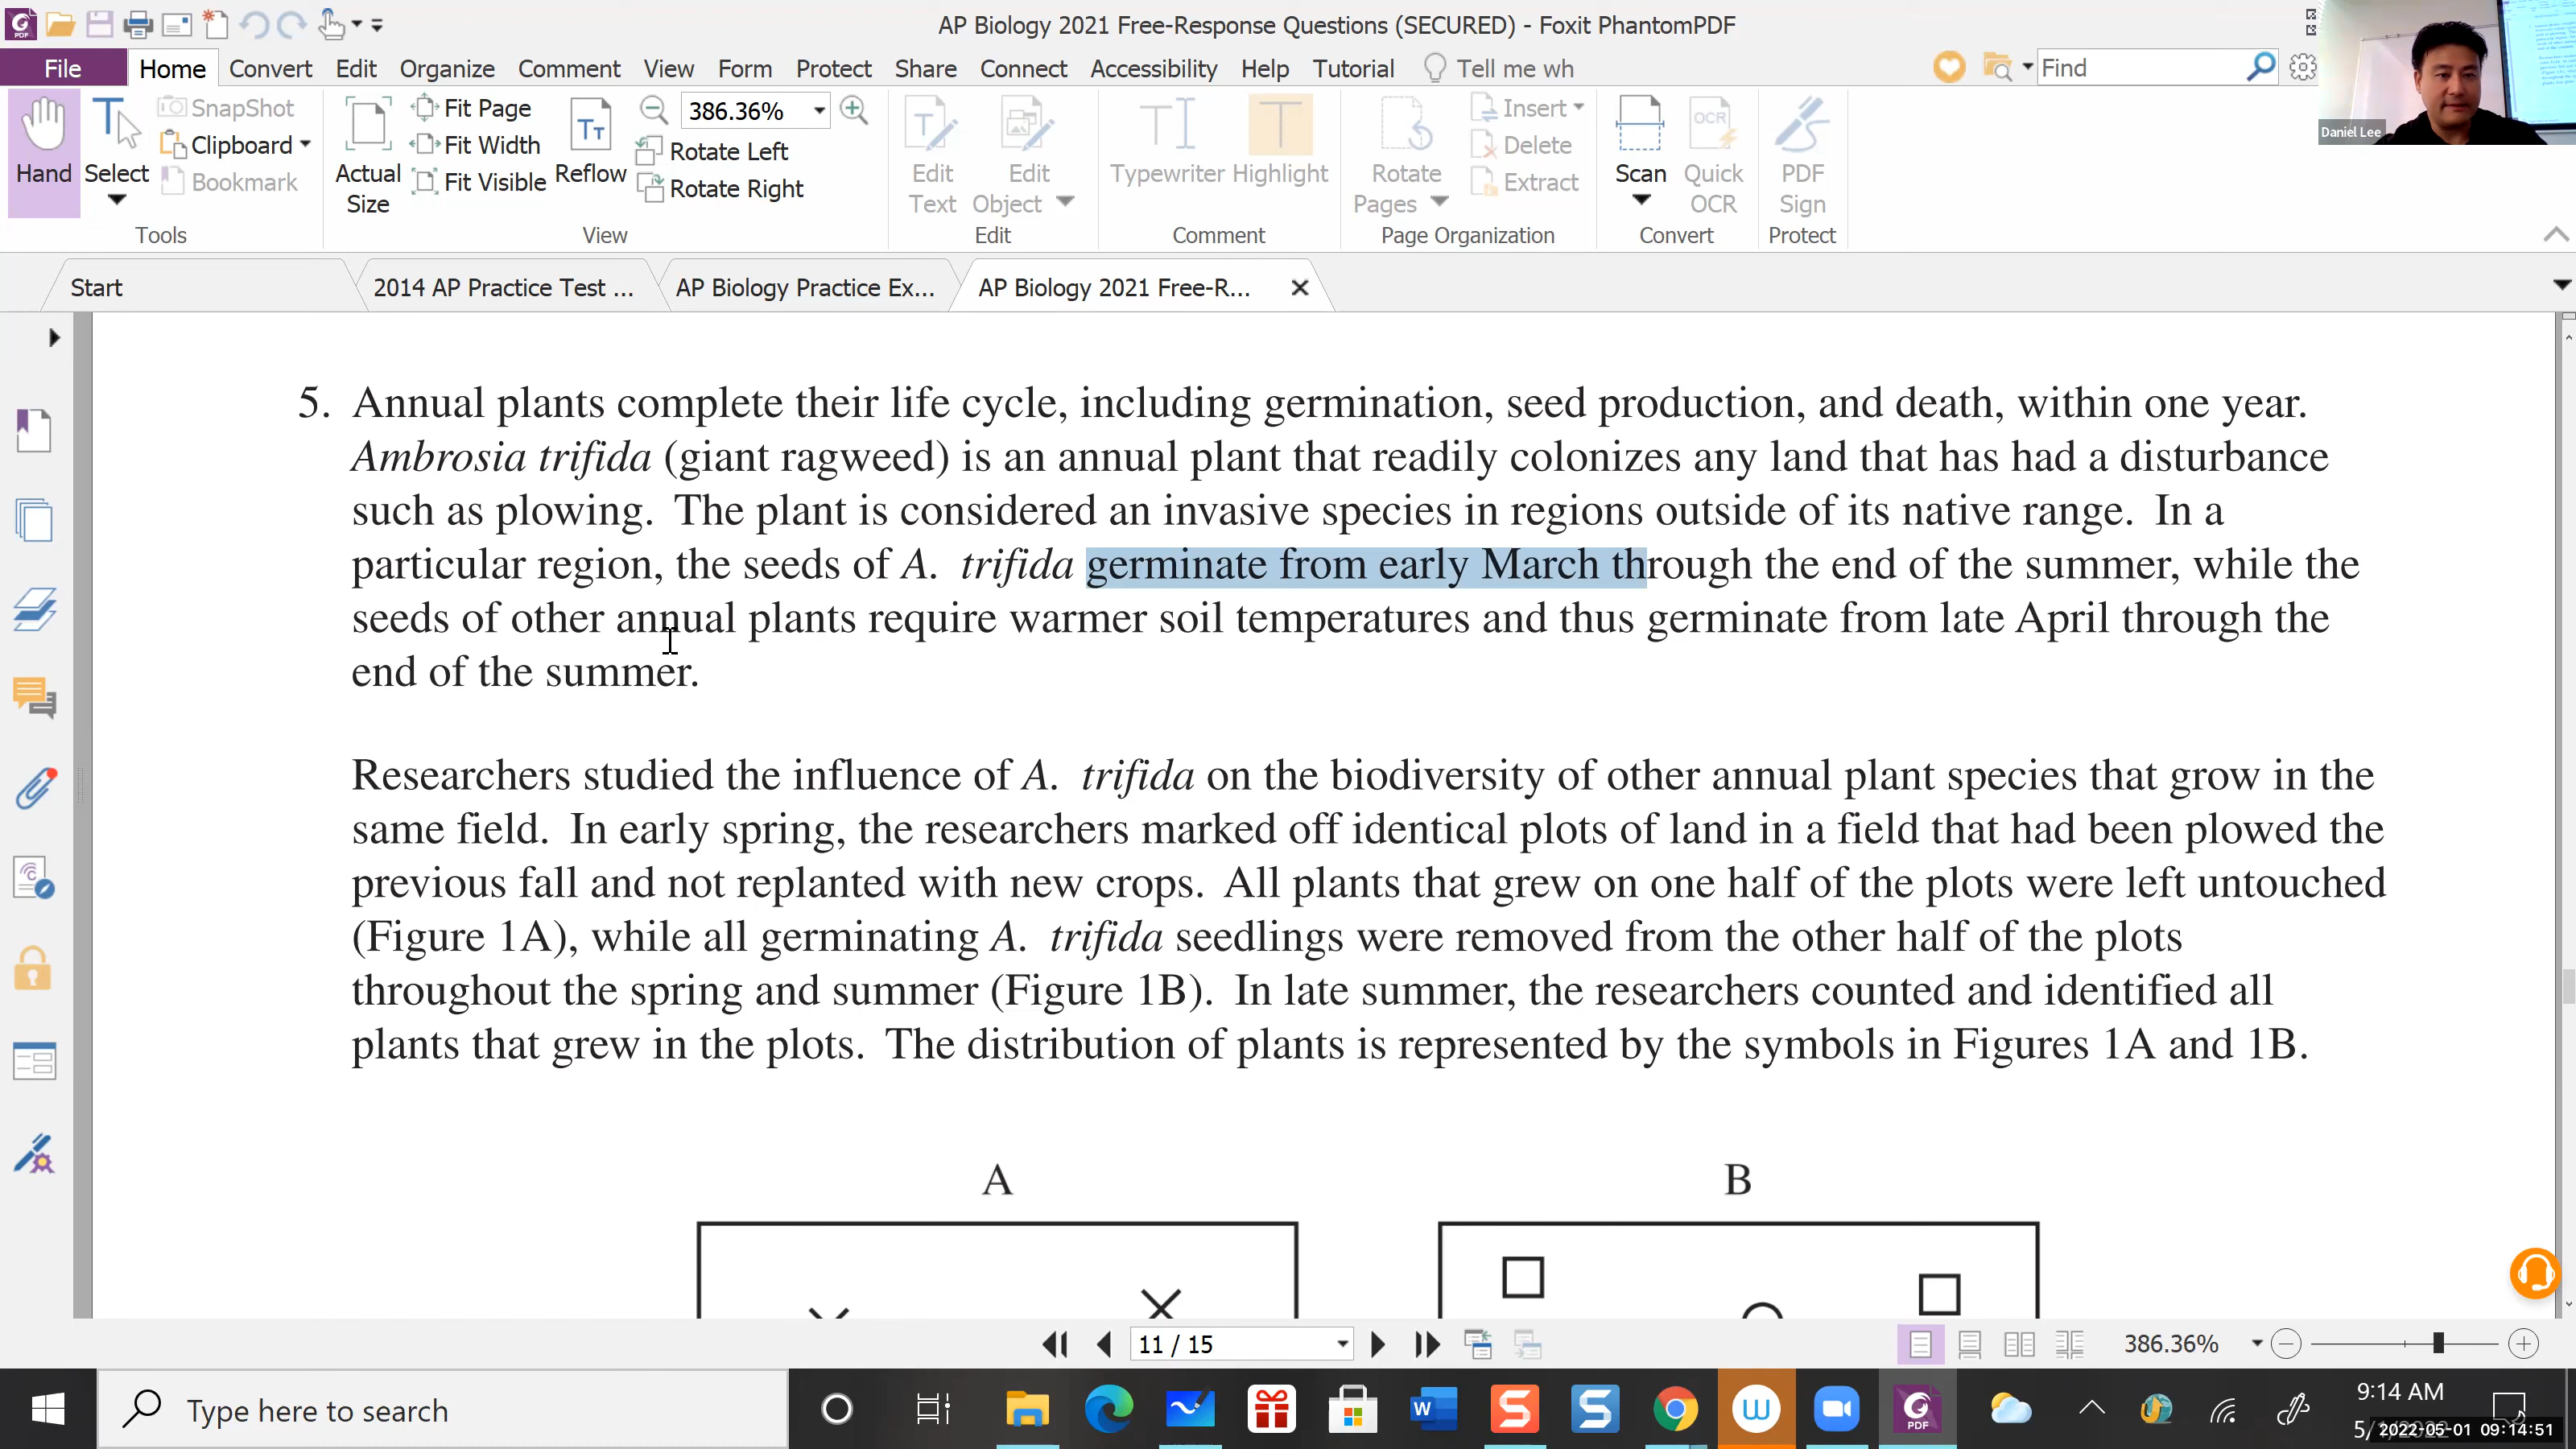 AP Biology 2021 Free-Response Questions (SECURED) - Foxit PhantomPDF
File Home Convert Edit Organize Comment View Form Protect Share Connect Accessibility Help Tutorial Tell me wh Find
Daniel Lee
Hand
Select
SnapShot
Clipboard
Bookmark
Tools
Actual Size
Fit Page
Fit Width
Fit Visible
Reflow
386.36%
Rotate Left
Rotate Right
View
Edit Text
Edit Object
Edit
Typewriter
Highlight
Comment
Rotate Pages
Insert
Delete
Extract
Page Organization
Scan
Quick OCR
Convert
PDF Sign
Protect
Start
2014 AP Practice Test ...
AP Biology Practice Ex...
AP Biology 2021 Free-R...
5. Annual plants complete their life cycle, including germination, seed production, and death, within one year.
Ambrosia trifida (giant ragweed) is an annual plant that readily colonizes any land that has had a disturbance
such as plowing. The plant is considered an invasive species in regions outside of its native range. In a
particular region, the seeds of A. trifida germinate from early March through the end of the summer, while the
seeds of other annual plants require warmer soil temperatures and thus germinate from late April through the
end of the summer.
Researchers studied the influence of A. trifida on the biodiversity of other annual plant species that grow in the
same field. In early spring, the researchers marked off identical plots of land in a field that had been plowed the
previous fall and not replanted with new crops. All plants that grew on one half of the plots were left untouched
(Figure 1A), while all germinating A. trifida seedlings were removed from the other half of the plots
throughout the spring and summer (Figure 1B). In late summer, the researchers counted and identified all
plants that grew in the plots. The distribution of plants is represented by the symbols in Figures 1A and 1B.
A B
11 / 15
386.36%
Type here to search
9:14 AM
2022-05-01 09:14:51